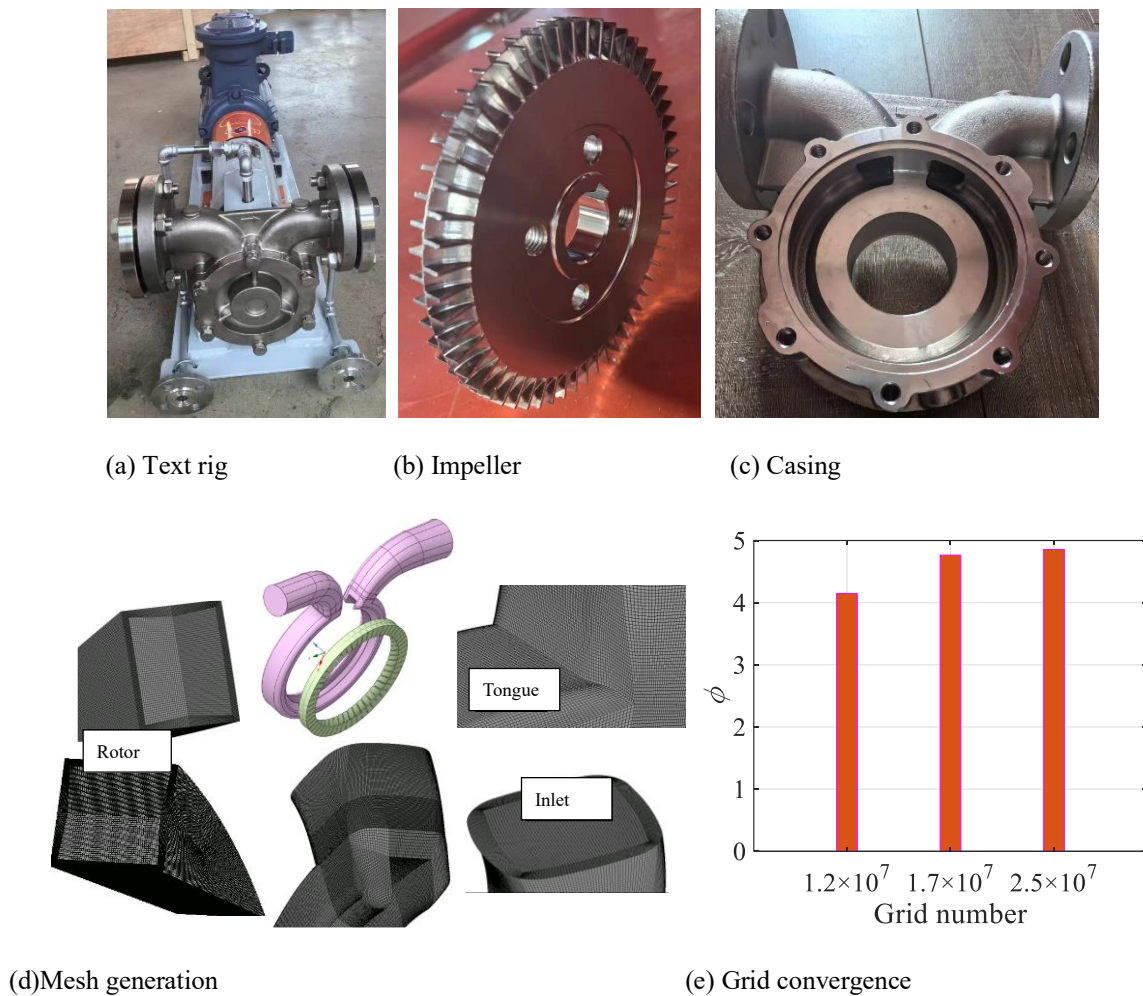 (a) Text rig
(b) Impeller
(c) Casing
Rotor
Tongue
Inlet
5
4
3
2
1
0
ϕ
1.2×10⁷ 1.7×10⁷ 2.5×10⁷
Grid number
(d)Mesh generation
(e) Grid convergence